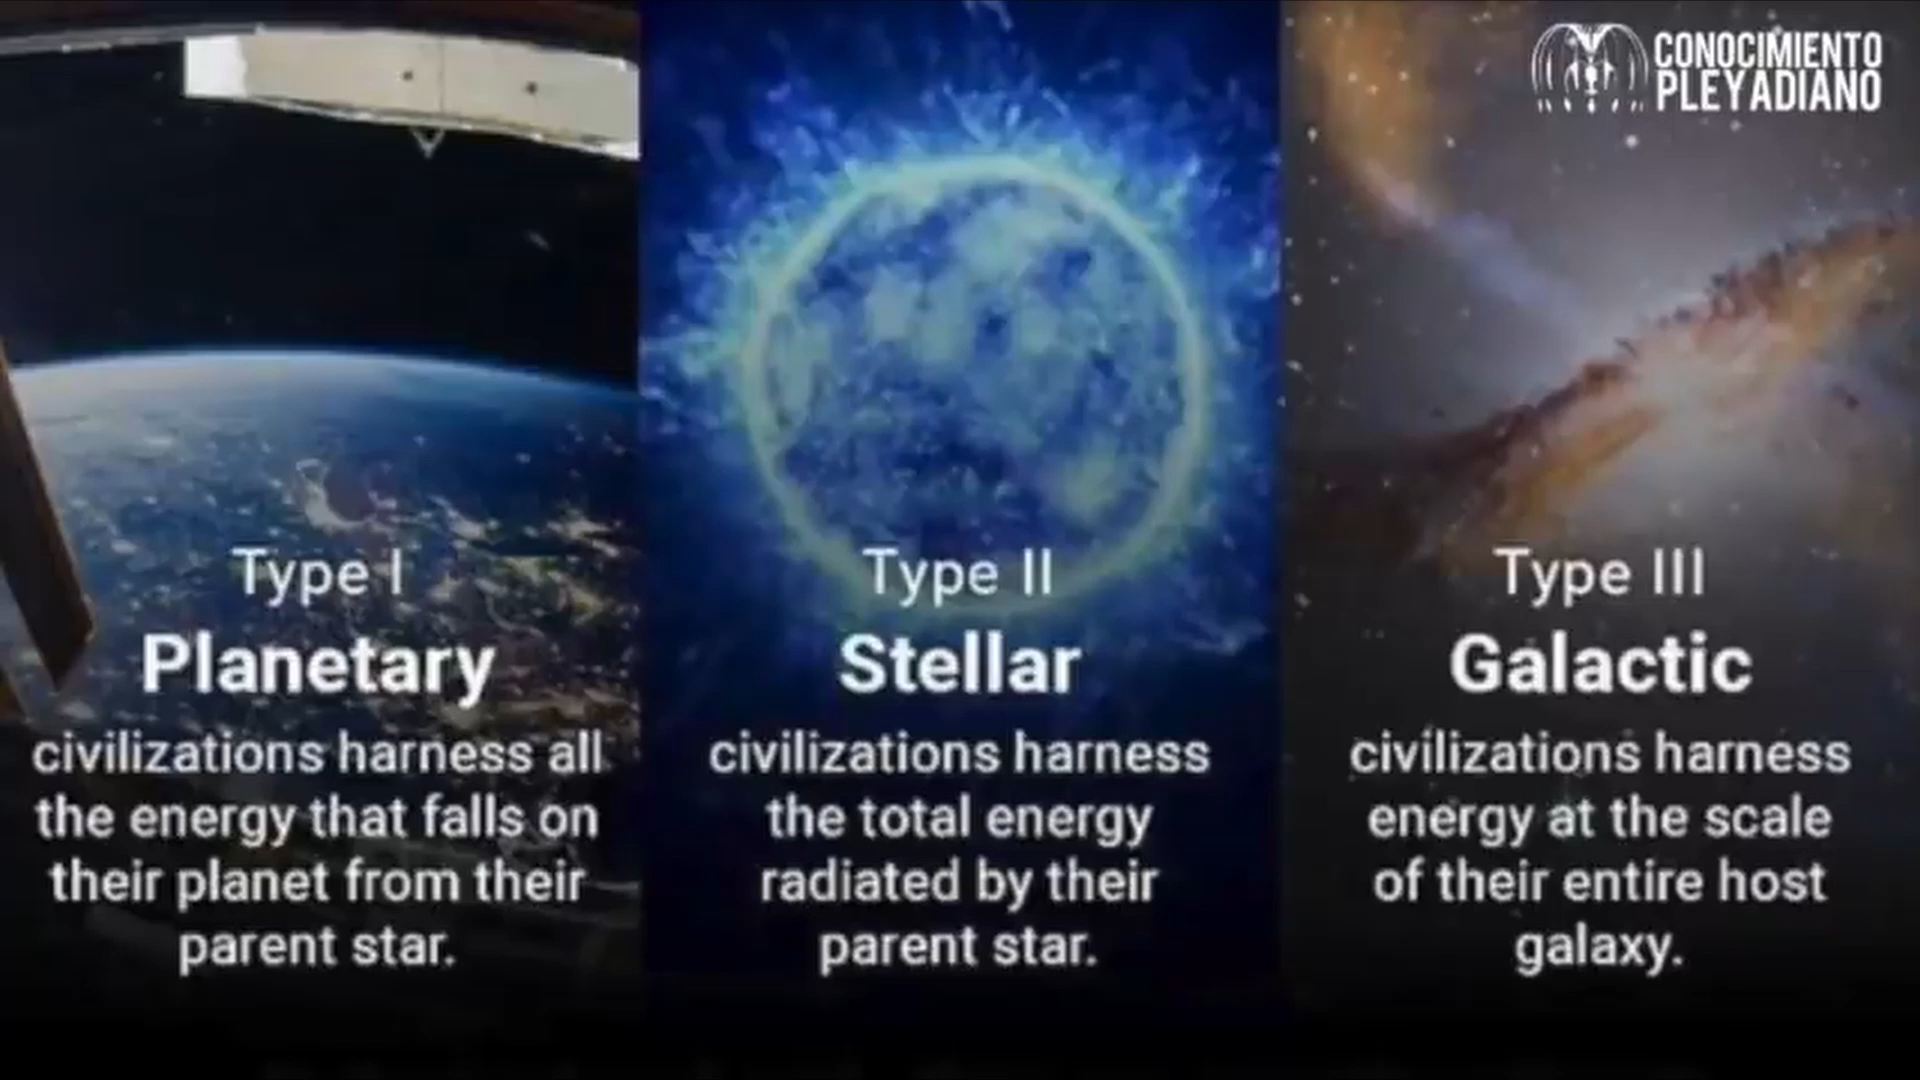 CONOCIMIENTO
PLEYADIANO
Type I
Planetary
civilizations harness all
the energy that falls on
their planet from their
parent star.
Type II
Stellar
civilizations harness
the total energy
radiated by their
parent star.
Type III
Galactic
civilizations harness
energy at the scale
of their entire host
galaxy.